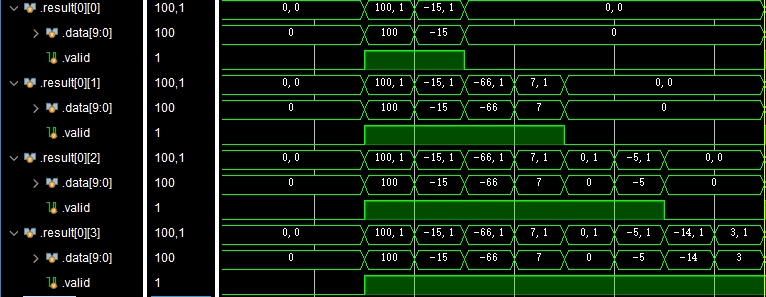 .result[0][0] 100,1 0, 0 100, 1 -15, 1 0, 0
.data[9:0] 100 0 100 -15 0
.valid 1
.result[0][1] 100,1 0, 0 100, 1 -15, 1 -66, 1 7, 1 0, 0
.data[9:0] 100 0 100 -15 -66 7 0
.valid 1
.result[0][2] 100,1 0, 0 100, 1 -15, 1 -66, 1 7, 1 0, 1 -5, 1 0, 0
.data[9:0] 100 0 100 -15 -66 7 0 -5 0
.valid 1
.result[0][3] 100,1 0, 0 100, 1 -15, 1 -66, 1 7, 1 0, 1 -5, 1 -14, 1 3, 1
.data[9:0] 100 0 100 -15 -66 7 0 -5 -14 3
.valid 1